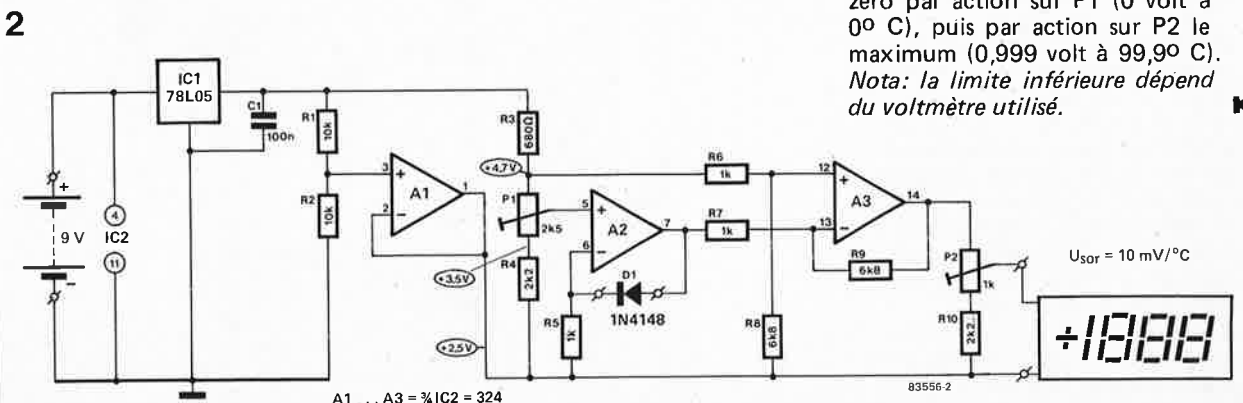 zéro par action sur P1 (0 volt à
0º C), puis par action sur P2 le
maximum (0,999 volt à 99,9º C).
Nota: la limite inférieure dépend
du voltmètre utilisé.
2
IC1
78L05
C1
100n
R1
10k
R2
10k
+
9 V
−
4
IC2
11
3
+
2
−
A1
1
R3
680Ω
+4,7V
P1
2k5
+3,5V
R4
2k2
+2,5V
5
+
6
−
A2
7
D1
1N4148
R5
1k
R6
1k
R7
1k
R8
6k8
12
+
13
−
A3
14
R9
6k8
P2
1k
R10
2k2
Usor = 10 mV/°C
÷1888
83556-2
A1 . . . A3 = ¾ IC2 = 324